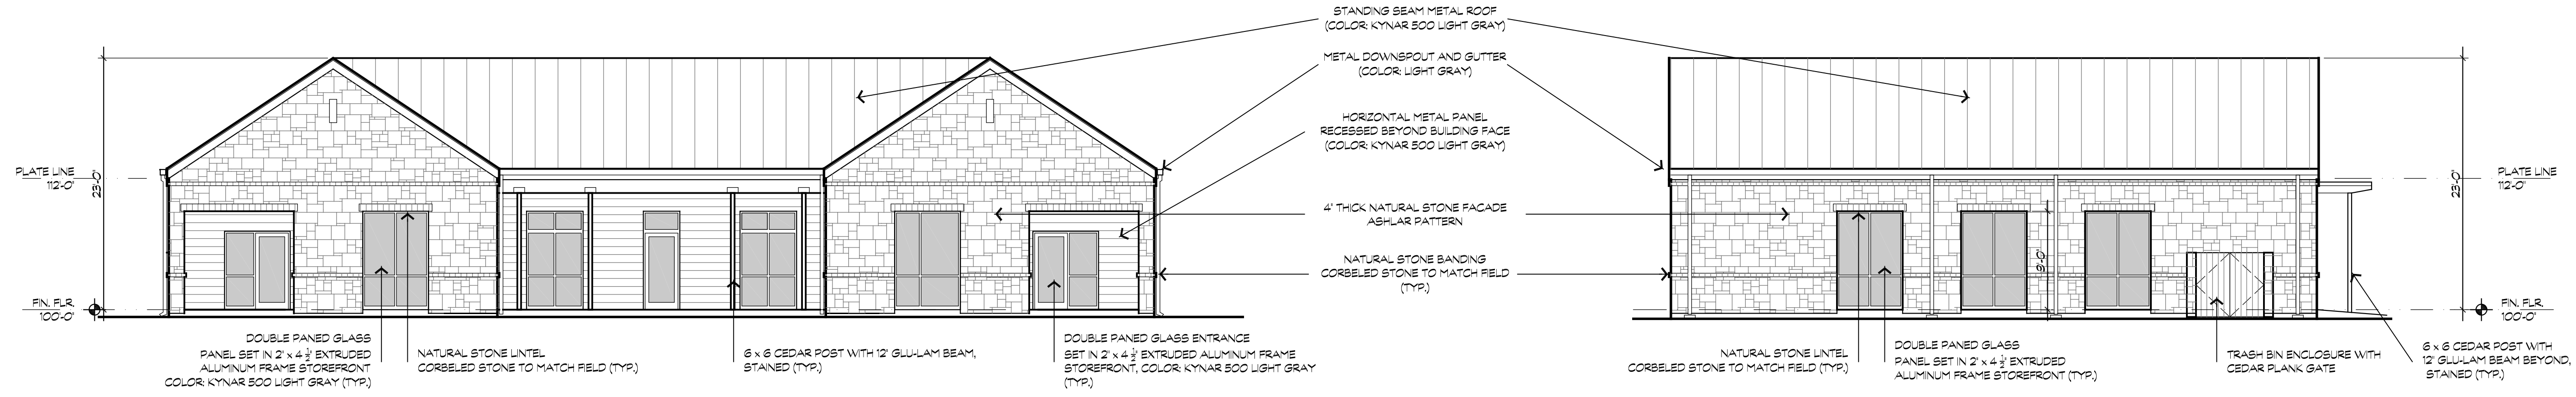 STANDING SEAM METAL ROOF
(COLOR: KYNAR 500 LIGHT GRAY)
METAL DOWNSPOUT AND GUTTER
(COLOR: LIGHT GRAY)
HORIZONTAL METAL PANEL
RECESSED BEYOND BUILDING FACE
(COLOR: KYNAR 500 LIGHT GRAY)
4" THICK NATURAL STONE FACADE
ASHLAR PATTERN
NATURAL STONE BANDING
CORBELED STONE TO MATCH FIELD
(TYP.)
PLATE LINE
112'-0"
23'-0"
FIN. FLR.
100'-0"
DOUBLE PANED GLASS
PANEL SET IN 2" x 4 1/2" EXTRUDED
ALUMINUM FRAME STOREFRONT
COLOR: KYNAR 500 LIGHT GRAY (TYP.)
NATURAL STONE LINTEL
CORBELED STONE TO MATCH FIELD (TYP.)
6 x 6 CEDAR POST WITH 12" GLU-LAM BEAM,
STAINED (TYP.)
DOUBLE PANED GLASS ENTRANCE
SET IN 2" x 4 1/2" EXTRUDED ALUMINUM FRAME
STOREFRONT, COLOR: KYNAR 500 LIGHT GRAY
(TYP.)
9'-0"
23'-0"
PLATE LINE
112'-0"
FIN. FLR.
100'-0"
NATURAL STONE LINTEL
CORBELED STONE TO MATCH FIELD (TYP.)
DOUBLE PANED GLASS
PANEL SET IN 2" x 4 1/2" EXTRUDED
ALUMINUM FRAME STOREFRONT (TYP.)
TRASH BIN ENCLOSURE WITH
CEDAR PLANK GATE
6 x 6 CEDAR POST WITH
12" GLU-LAM BEAM BEYOND,
STAINED (TYP.)